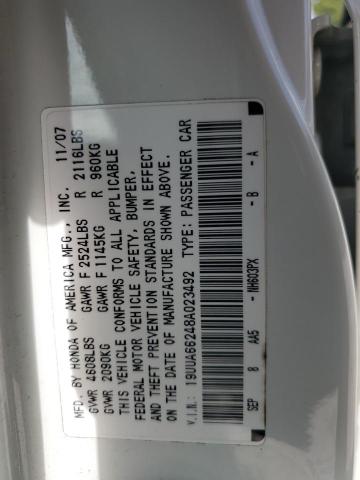 MFD. BY HONDA OF AMERICA MFG., INC. 11/07
GVWR 4608LBS GAWR F 2524LBS R 2116LBS
GVWR 2090KG GAWR F 1145KG R 960KG
THIS VEHICLE CONFORMS TO ALL APPLICABLE
FEDERAL MOTOR VEHICLE SAFETY, BUMPER,
AND THEFT PREVENTION STANDARDS IN EFFECT
ON THE DATE OF MANUFACTURE SHOWN ABOVE.
V.I.N.: 19UUA66248A023492 TYPE: PASSENGER CAR
SEP 8 AA5 - NH603PX - B - A